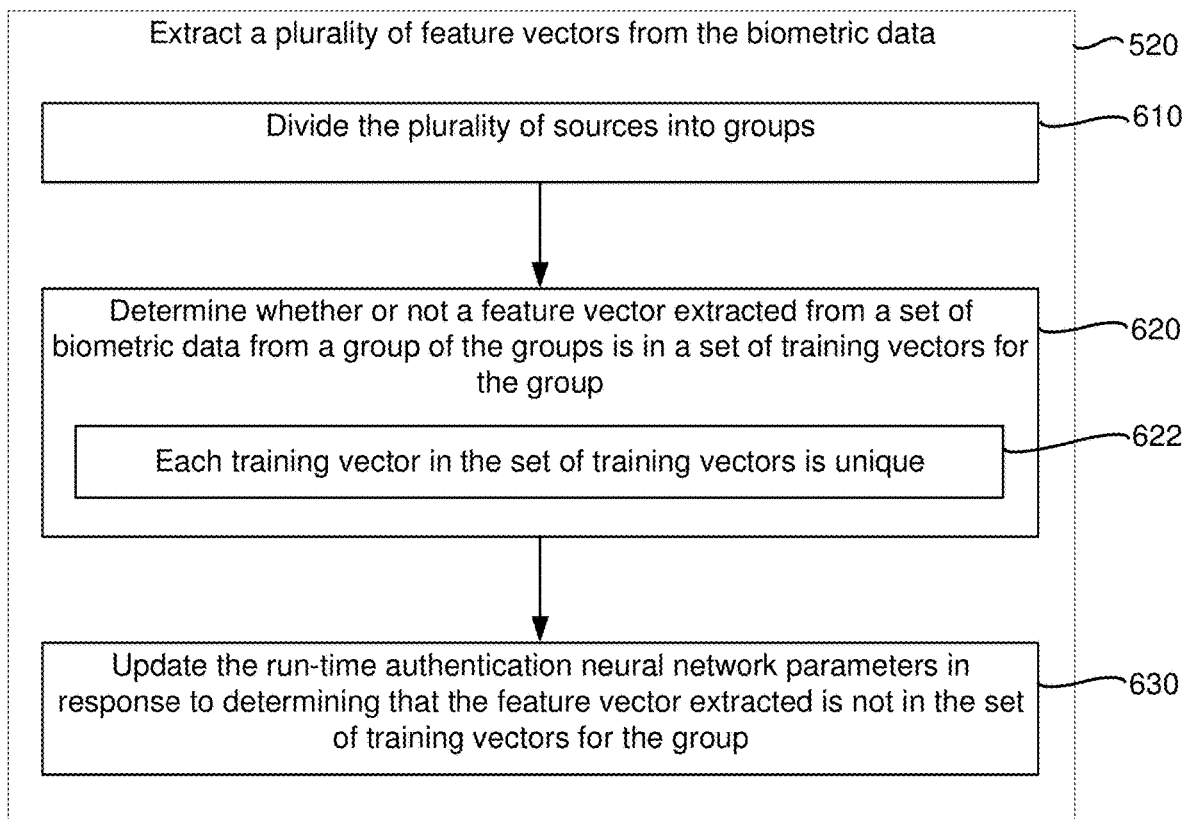 Extract a plurality of feature vectors from the biometric data
520
Divide the plurality of sources into groups
610
Determine whether or not a feature vector extracted from a set of
biometric data from a group of the groups is in a set of training vectors for
the group
620
Each training vector in the set of training vectors is unique
622
Update the run-time authentication neural network parameters in
response to determining that the feature vector extracted is not in the set
of training vectors for the group
630